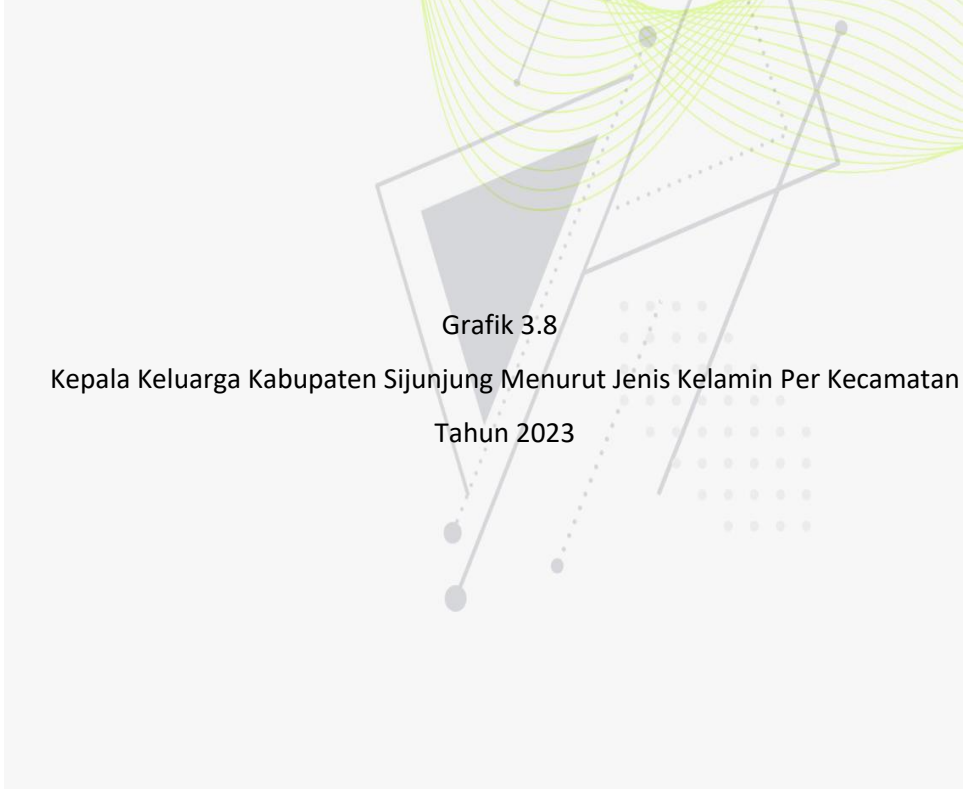 Grafik 3.8
Kepala Keluarga Kabupaten Sijunjung Menurut Jenis Kelamin Per Kecamatan
Tahun 2023